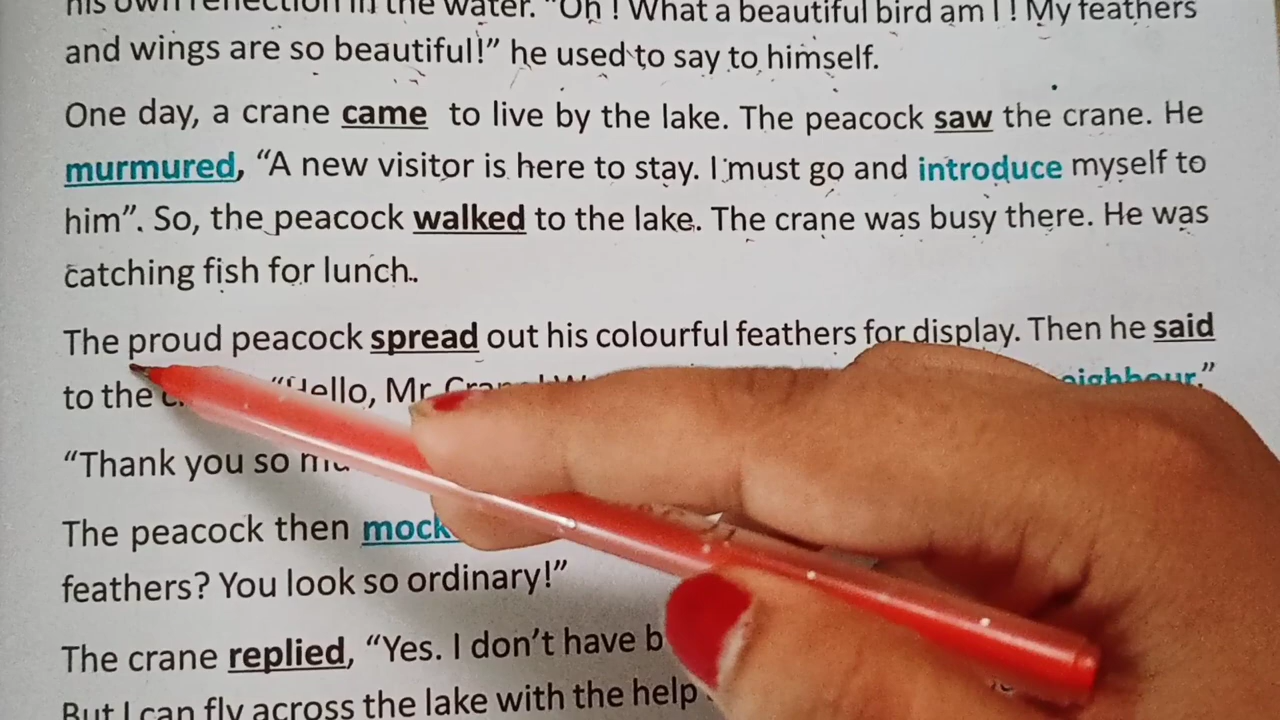 his own reflection in the water. "Oh ! What a beautiful bird am I ! My feathers
and wings are so beautiful!" he used to say to himself.
One day, a crane came to live by the lake. The peacock saw the crane. He
murmured, "A new visitor is here to stay. I must go and introduce myself to
him". So, the peacock walked to the lake. The crane was busy there. He was
catching fish for lunch.
The proud peacock spread out his colourful feathers for display. Then he said
to the "Hello, Mr.
"Thank you so
The peacock then
feathers? You look so ordinary!"
The crane replied, "Yes. I don't have
But I can fly across the lake with the help